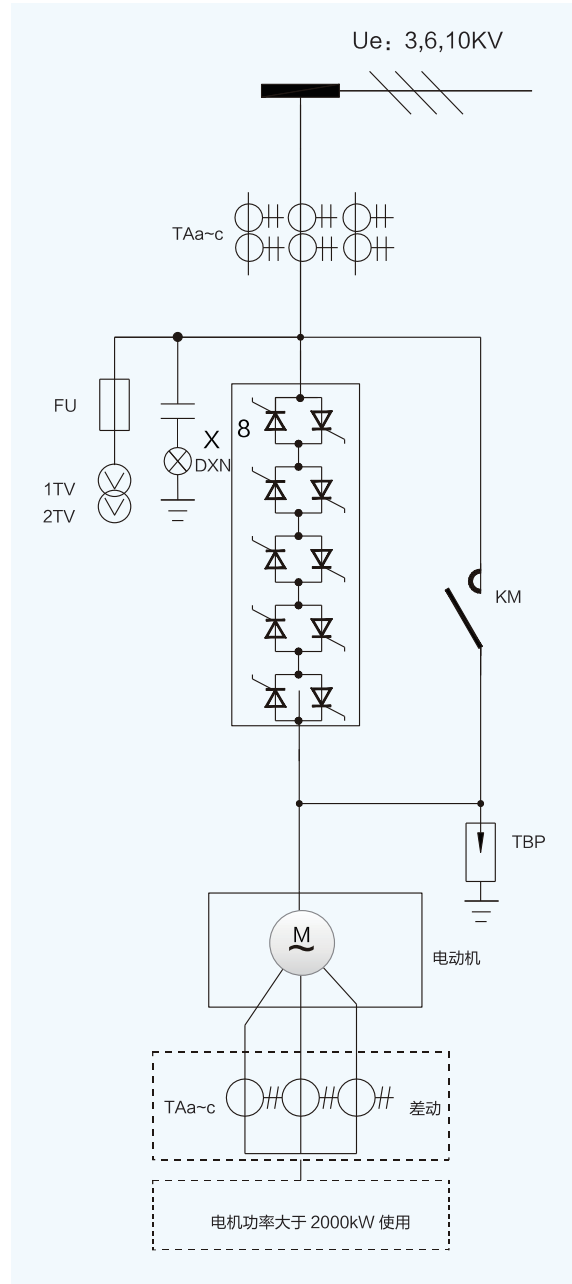 Ue: 3,6,10KV
TAa~c
FU
X 8
DXN
1TV
2TV
KM
TBP
M
~
电动机
TAa~c
差动
电机功率大于 2000kW 使用